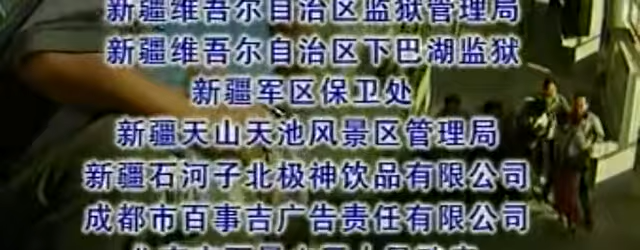 新疆维吾尔自治区监狱管理局
新疆维吾尔自治区下巴湖监狱
新疆军区保卫处
新疆天山天池风景区管理局
新疆石河子北极神饮品有限公司
成都市百事吉广告责任有限公司